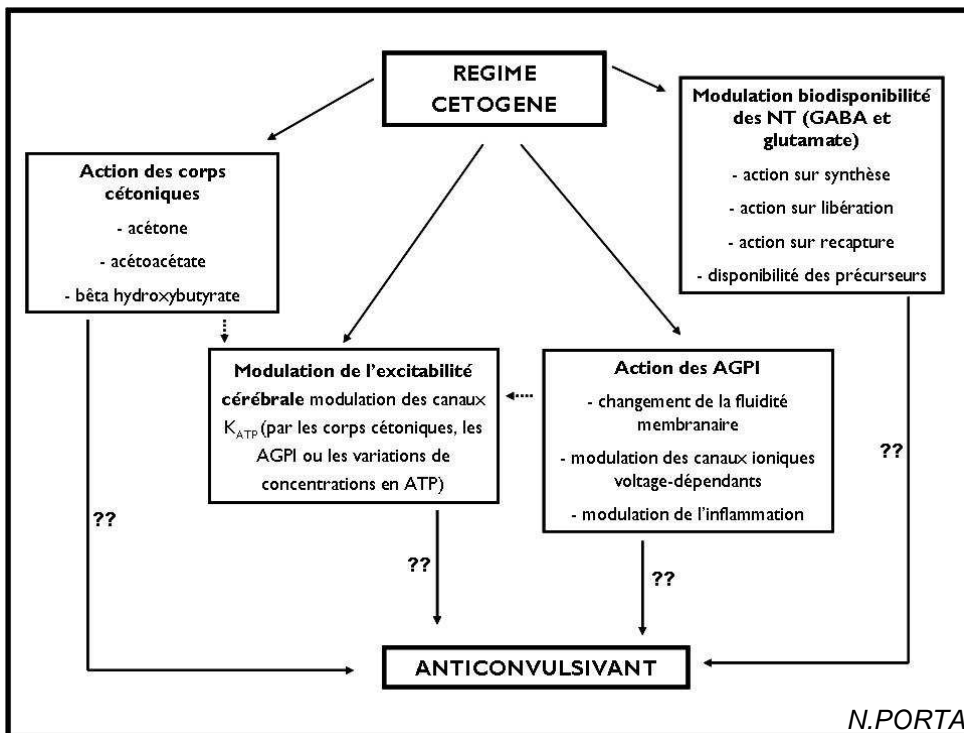 REGIME
CETOGENE
Modulation biodisponibilité
des NT (GABA et
glutamate)
- action sur synthèse
- action sur libération
- action sur recapture
- disponibilité des précurseurs
Action des corps
cétoniques
- acétone
- acétoacétate
- bêta hydroxybutyrate
Modulation de l'excitabilité
cérébrale modulation des canaux
K_ATP (par les corps cétoniques, les
AGPI ou les variations de
concentrations en ATP)
Action des AGPI
- changement de la fluidité
membranaire
- modulation des canaux ioniques
voltage-dépendants
- modulation de l'inflammation
??
??
??
??
ANTICONVULSIVANT
N.PORTA